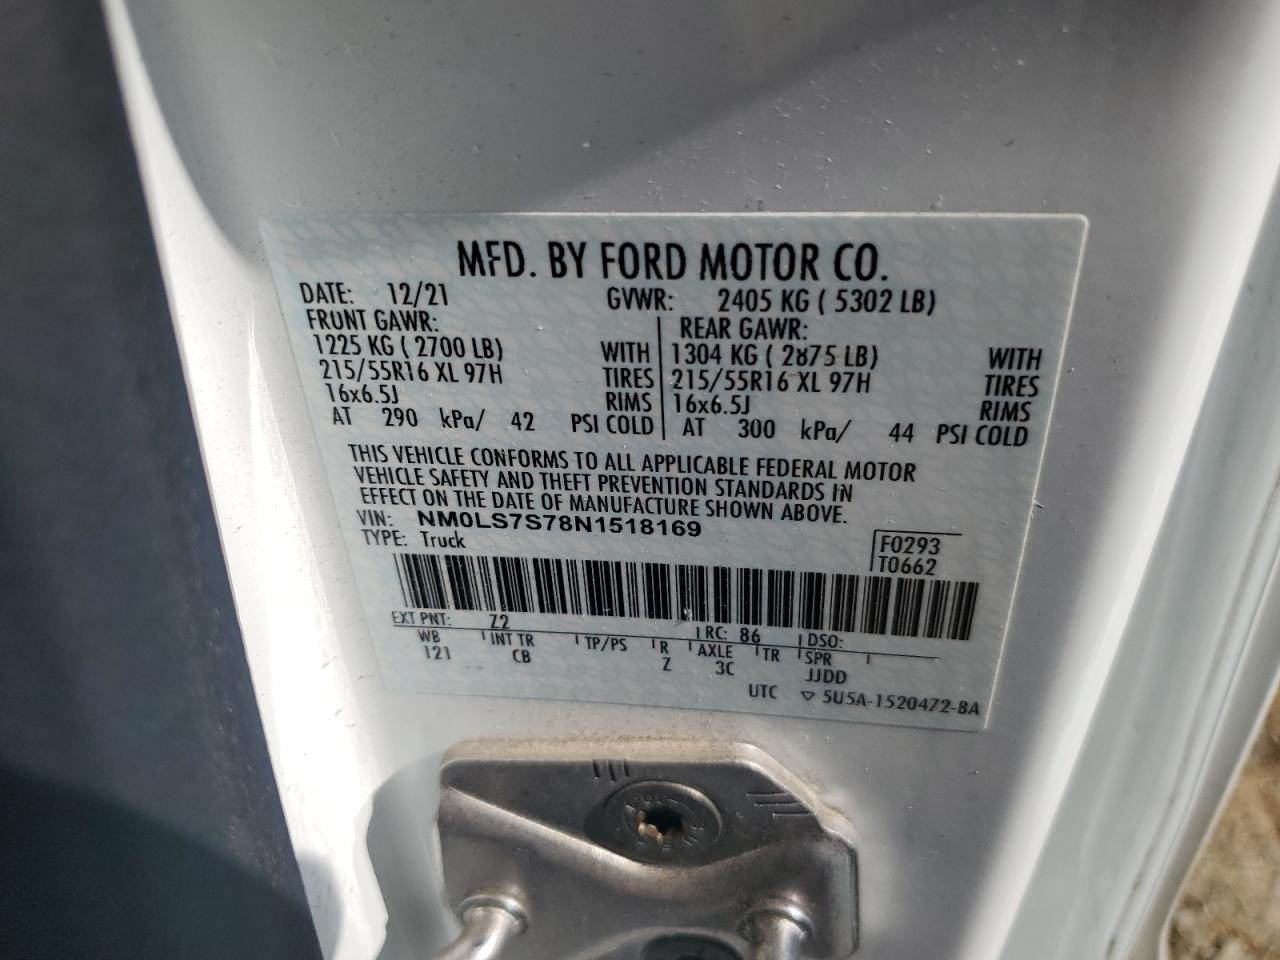 MFD. BY FORD MOTOR CO.
DATE: 12/21 GVWR: 2405 KG ( 5302 LB)
FRONT GAWR: REAR GAWR:
1225 KG ( 2700 LB) WITH 1304 KG ( 2875 LB) WITH
215/55R16 XL 97H TIRES 215/55R16 XL 97H TIRES
16x6.5J RIMS 16x6.5J RIMS
AT 290 kPa/ 42 PSI COLD AT 300 kPa/ 44 PSI COLD
THIS VEHICLE CONFORMS TO ALL APPLICABLE FEDERAL MOTOR
VEHICLE SAFETY AND THEFT PREVENTION STANDARDS IN
EFFECT ON THE DATE OF MANUFACTURE SHOWN ABOVE.
VIN: NM0LS7S78N1518169
TYPE: Truck
F0293
T0662
EXT PNT: Z2 RC: 86 DSO:
WB INT TR TP/PS R AXLE TR SPR
121 CB Z 3C JJDD
UTC ▽ 5U5A-1520472-BA